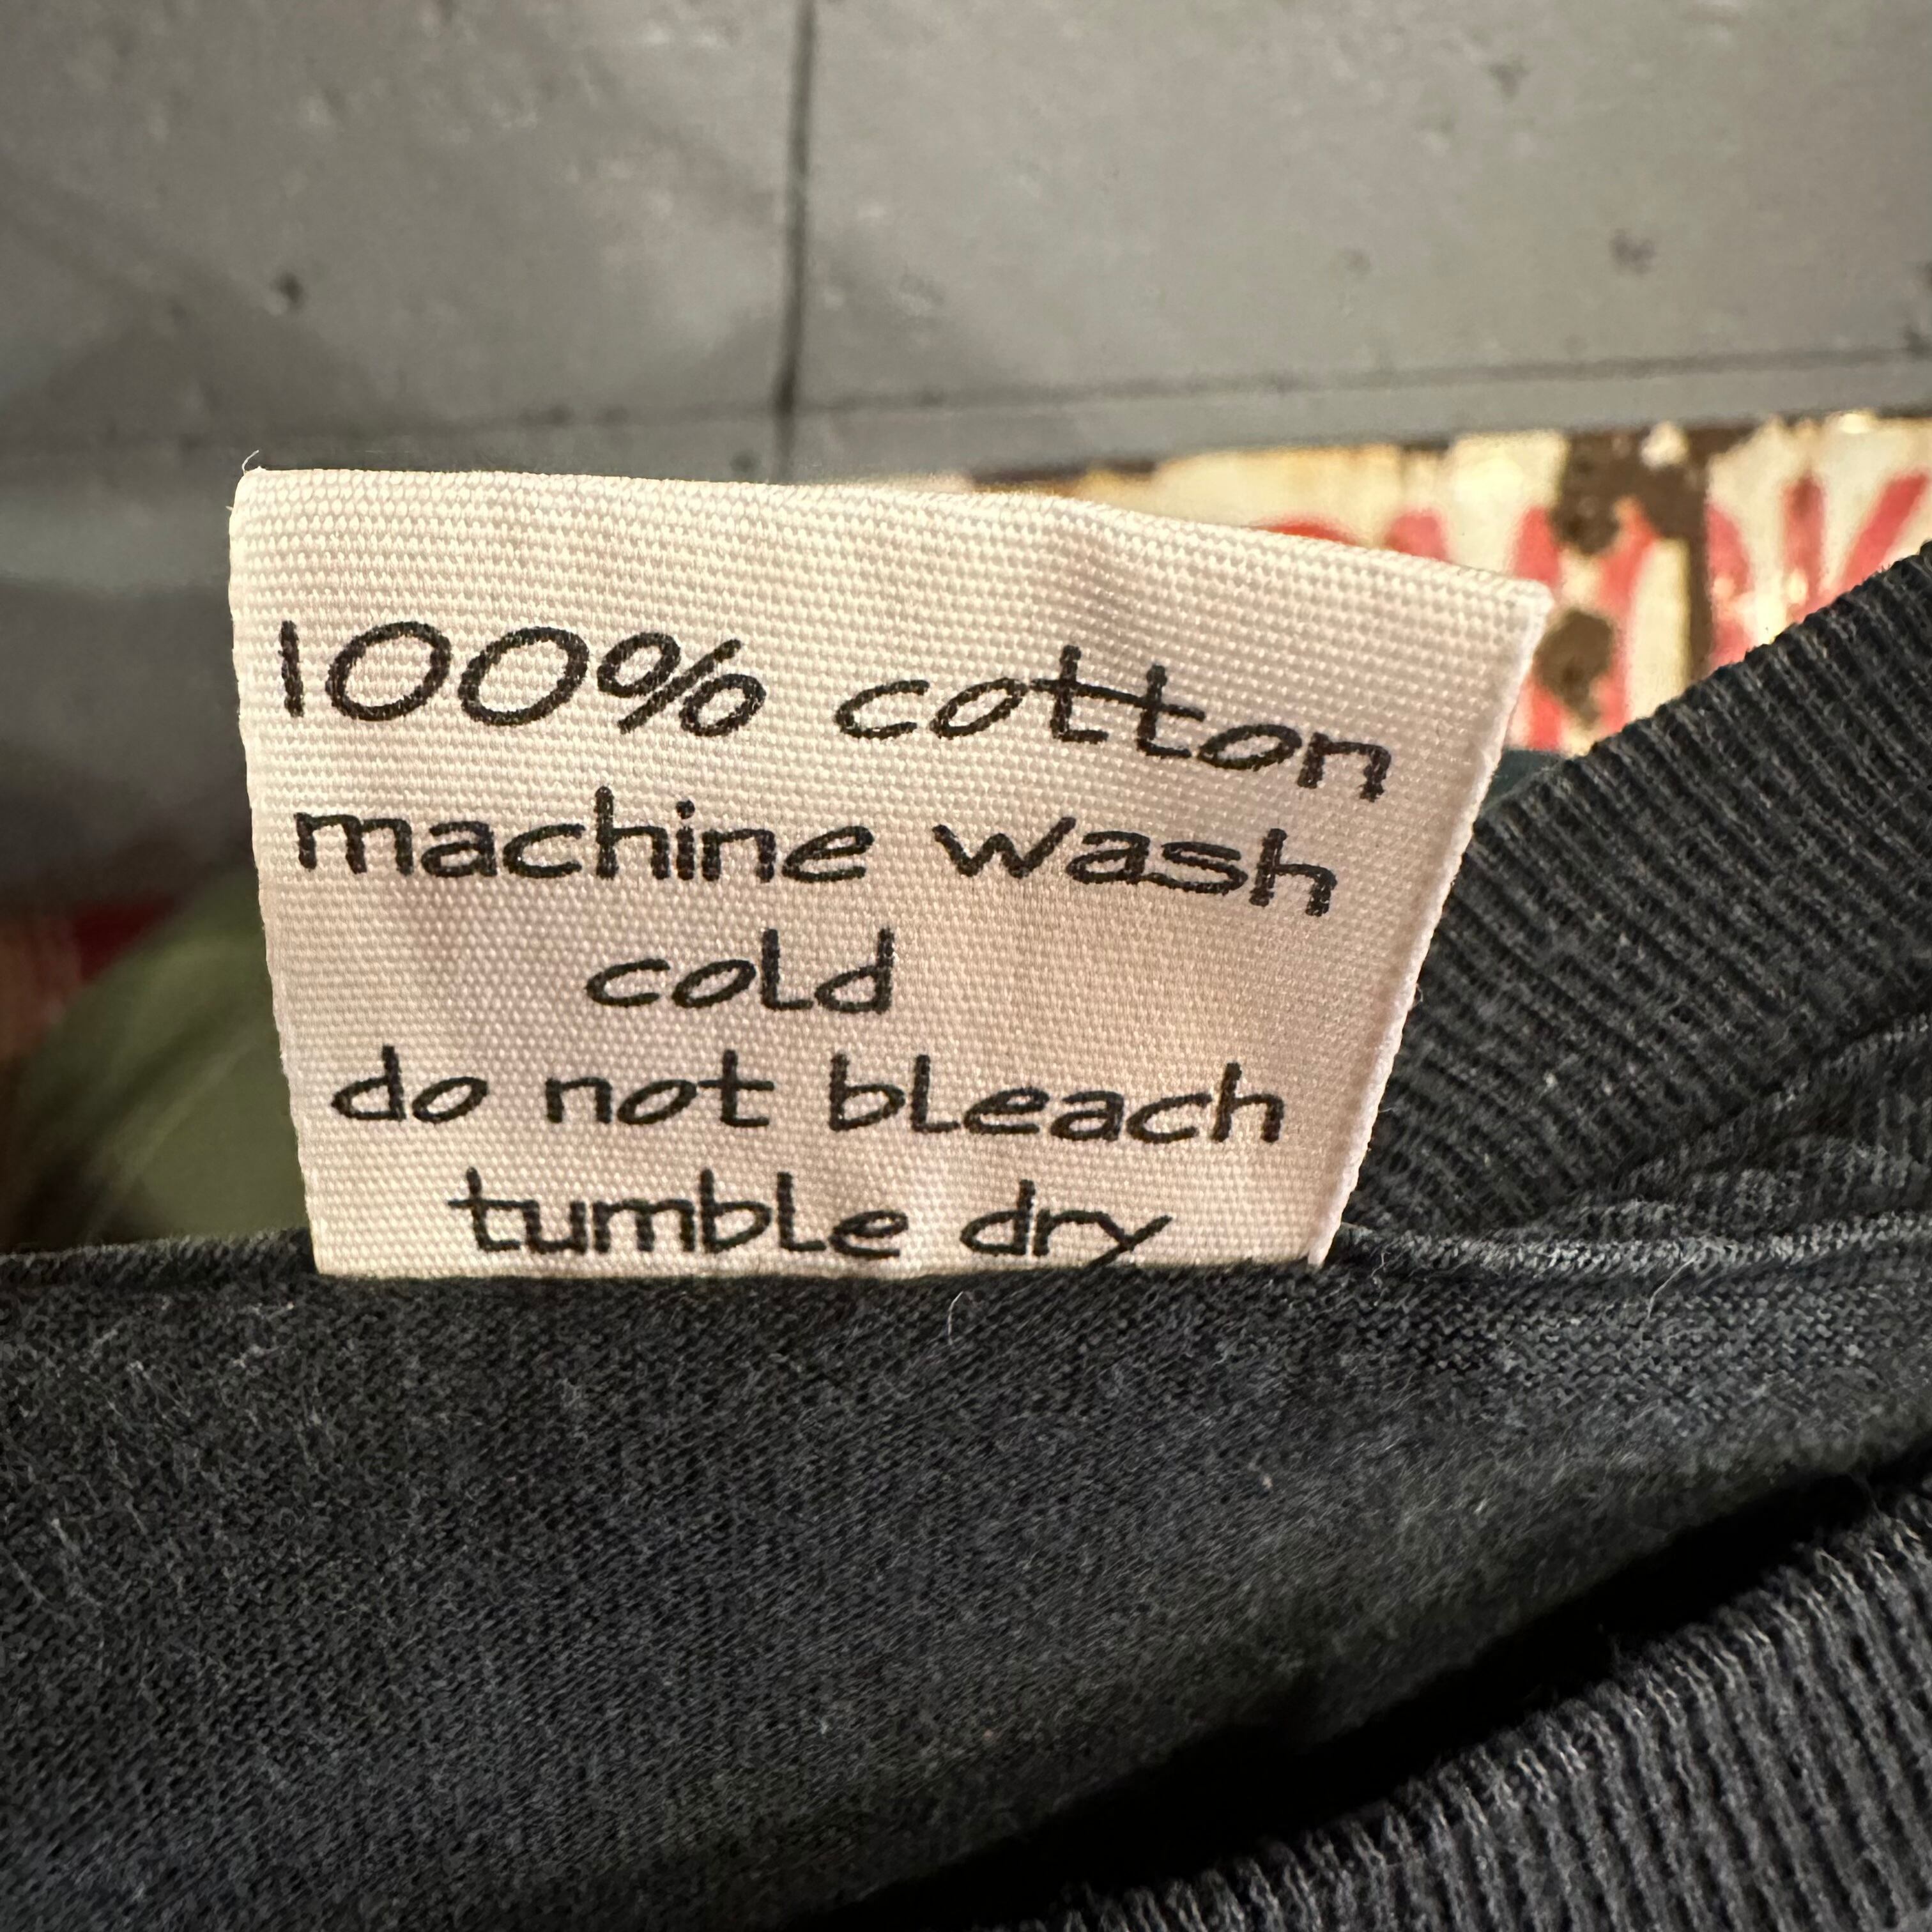 100% cotton
machine wash
cold
do not bleach
tumble dry